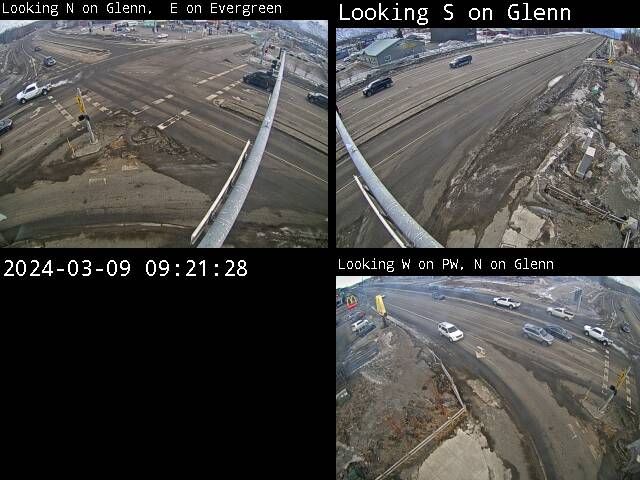 Looking N on Glenn,  E on Evergreen
Looking S on Glenn
2024-03-09 09:21:28
Looking W on PW, N on Glenn